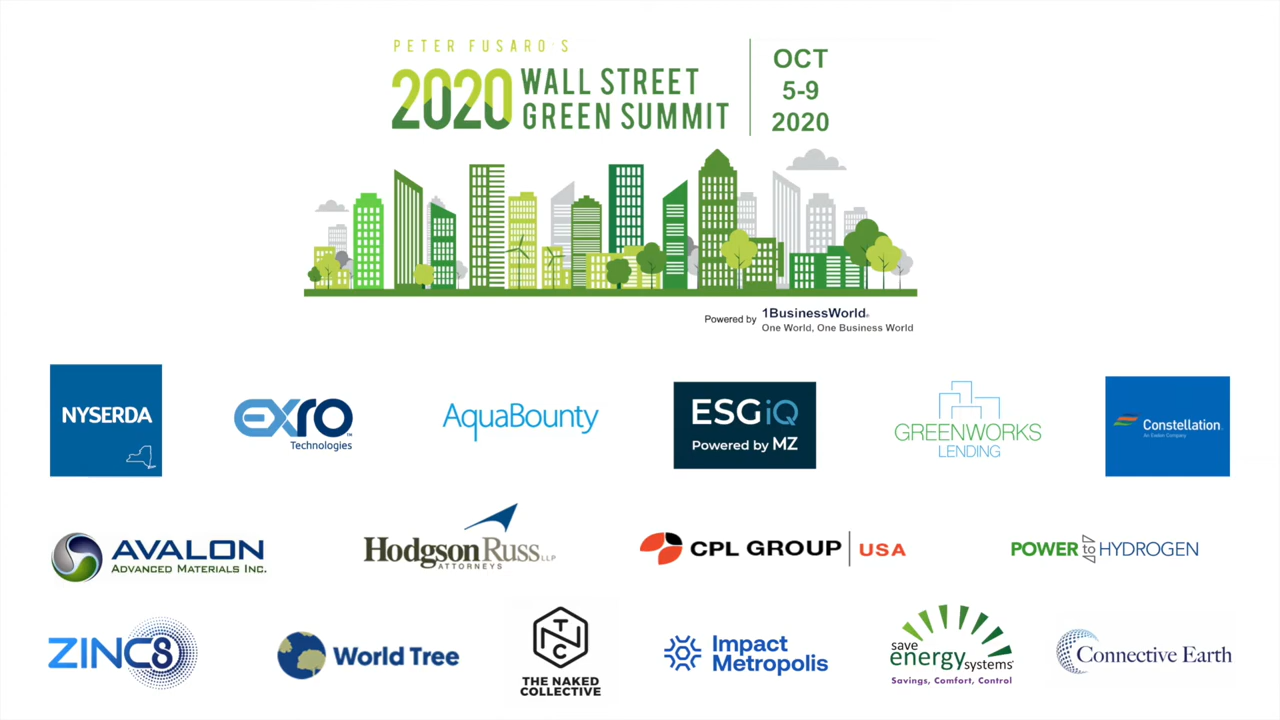 PETER FUSARO'S
2020 WALL STREET
GREEN SUMMIT
OCT
5-9
2020
Powered by 1BusinessWorld®
One World, One Business World
NYSERDA
EXRO™
Technologies
AquaBounty
ESGiQ
Powered by MZ
GREENWORKS
LENDING
Constellation
An Exelon Company
AVALON
ADVANCED MATERIALS INC.
Hodgson Russ LLP
ATTORNEYS
CPL GROUP | USA
POWER HYDROGEN
ZINC8
World Tree
TNC
THE NAKED
COLLECTIVE
Impact
Metropolis
save
energy systems
Savings, Comfort, Control
Connective Earth